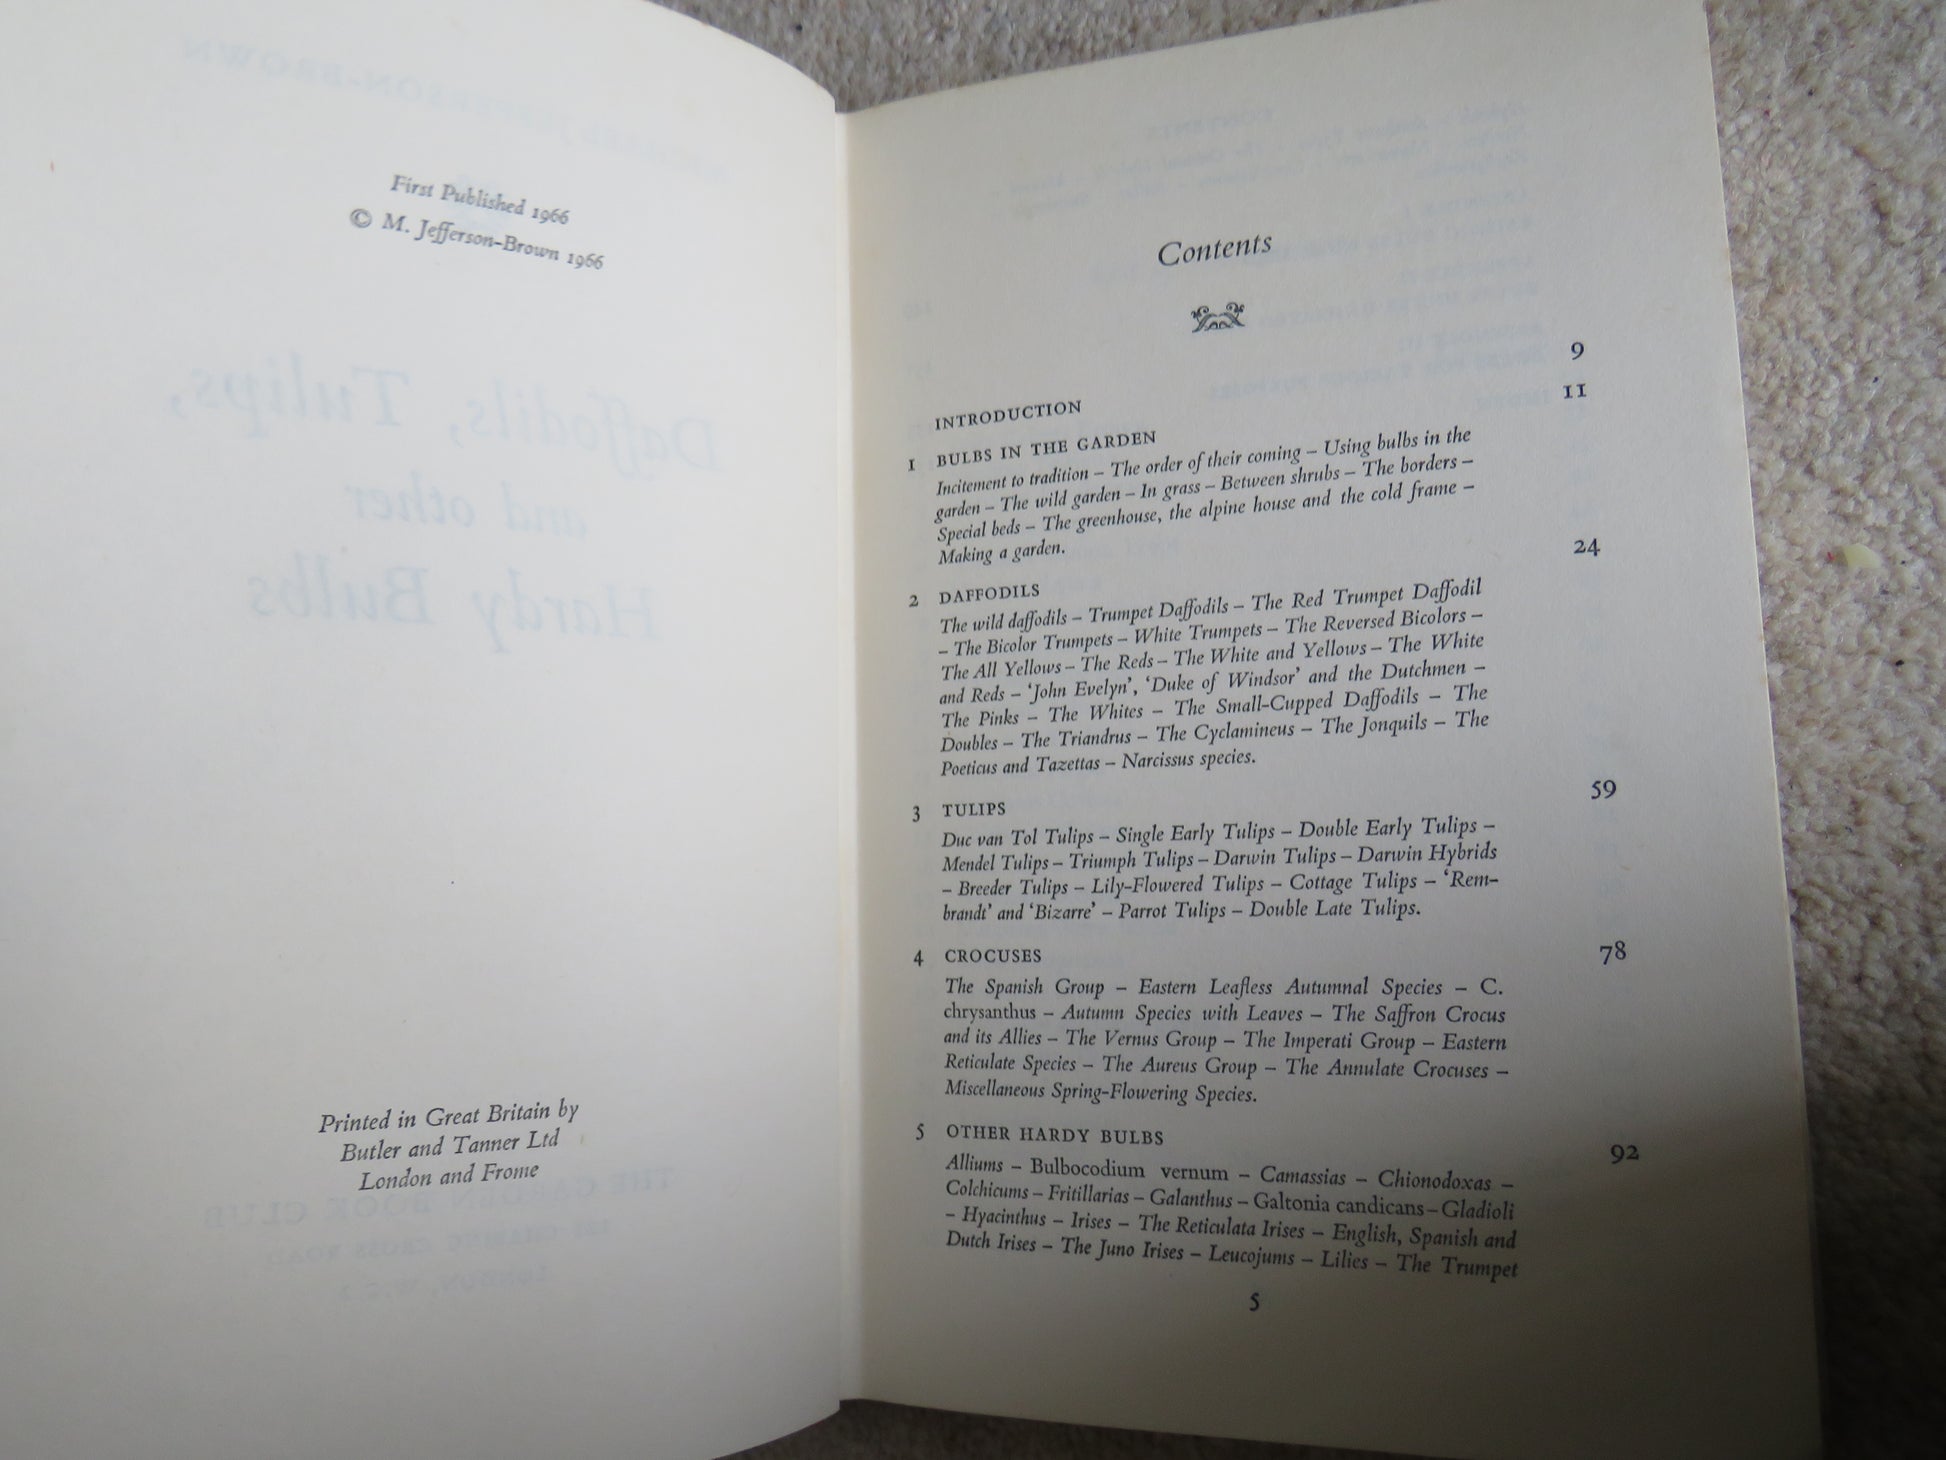 First Published 1966
© M. Jefferson-Brown 1966
Printed in Great Britain by
Butler and Tanner Ltd
London and Frome
Contents
INTRODUCTION 9
1 BULBS IN THE GARDEN 11
Incitement to tradition – The order of their coming – Using bulbs in the
garden – The wild garden – In grass – Between shrubs – The borders –
Special beds – The greenhouse, the alpine house and the cold frame –
Making a garden.
2 DAFFODILS 24
The wild daffodils – Trumpet Daffodils – The Red Trumpet Daffodil
– The Bicolor Trumpets – White Trumpets – The Reversed Bicolors –
The All Yellows – The Reds – The White and Yellows – The White
and Reds – ‘John Evelyn’, ‘Duke of Windsor’ and the Dutchmen –
The Pinks – The Whites – The Small-Cupped Daffodils – The
Doubles – The Triandrus – The Cyclamineus – The Jonquils – The
Poeticus and Tazettas – Narcissus species.
3 TULIPS 59
Duc van Tol Tulips – Single Early Tulips – Double Early Tulips –
Mendel Tulips – Triumph Tulips – Darwin Tulips – Darwin Hybrids
– Breeder Tulips – Lily-Flowered Tulips – Cottage Tulips – ‘Rem-
brandt’ and ‘Bizarre’ – Parrot Tulips – Double Late Tulips.
4 CROCUSES 78
The Spanish Group – Eastern Leafless Autumnal Species – C.
chrysanthus – Autumn Species with Leaves – The Saffron Crocus
and its Allies – The Vernus Group – The Imperati Group – Eastern
Reticulate Species – The Aureus Group – The Annulate Crocuses –
Miscellaneous Spring-Flowering Species.
5 OTHER HARDY BULBS 92
Alliums – Bulbocodium vernum – Camassias – Chionodoxas –
Colchicums – Fritillarias – Galanthus – Galtonia candicans – Gladioli
– Hyacinthus – Irises – The Reticulata Irises – English, Spanish and
Dutch Irises – The Juno Irises – Leucojums – Lilies – The Trumpet
5